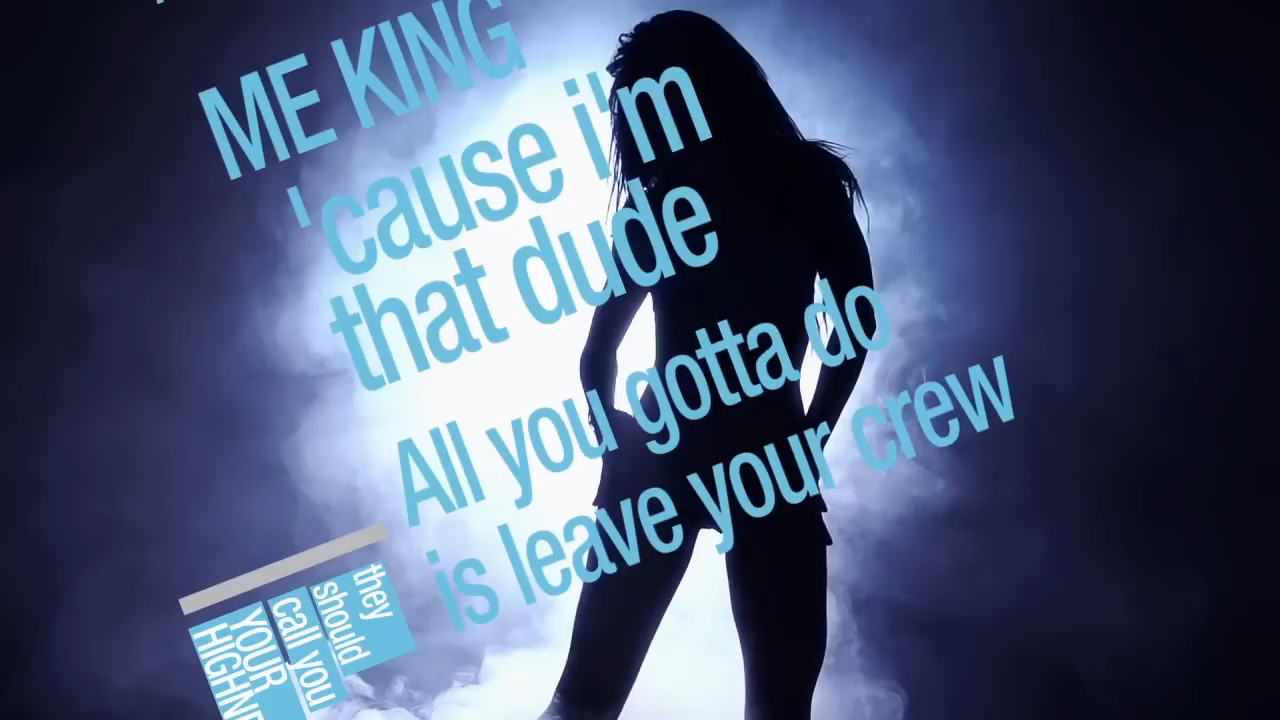 ME KING
'cause i'm
that dude
All you gotta do
is leave your crew
they
should
call you
YOUR